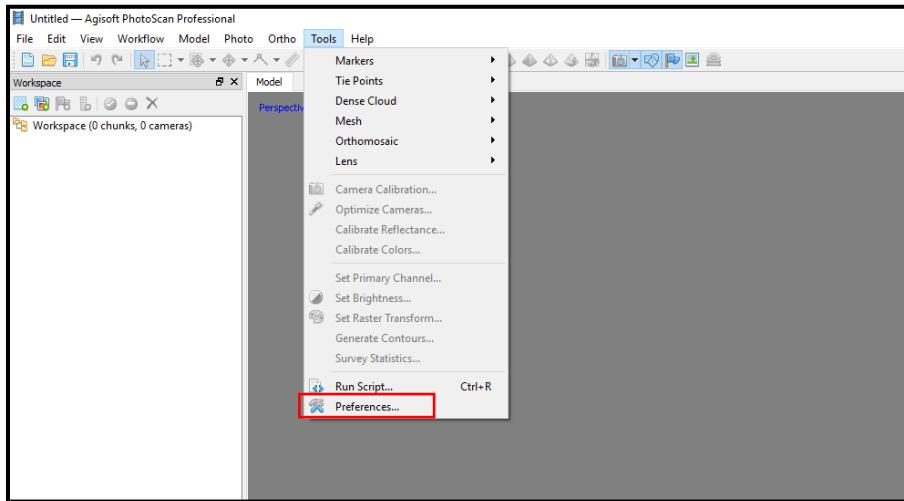 Untitled — Agisoft PhotoScan Professional
File Edit View Workflow Model Photo Ortho Tools Help
Workspace
Model
Workspace (0 chunks, 0 cameras)
Markers
Tie Points
Dense Cloud
Mesh
Orthomosaic
Lens
Camera Calibration...
Optimize Cameras...
Calibrate Reflectance...
Calibrate Colors...
Set Primary Channel...
Set Brightness...
Set Raster Transform...
Generate Contours...
Survey Statistics...
Run Script... Ctrl+R
Preferences...